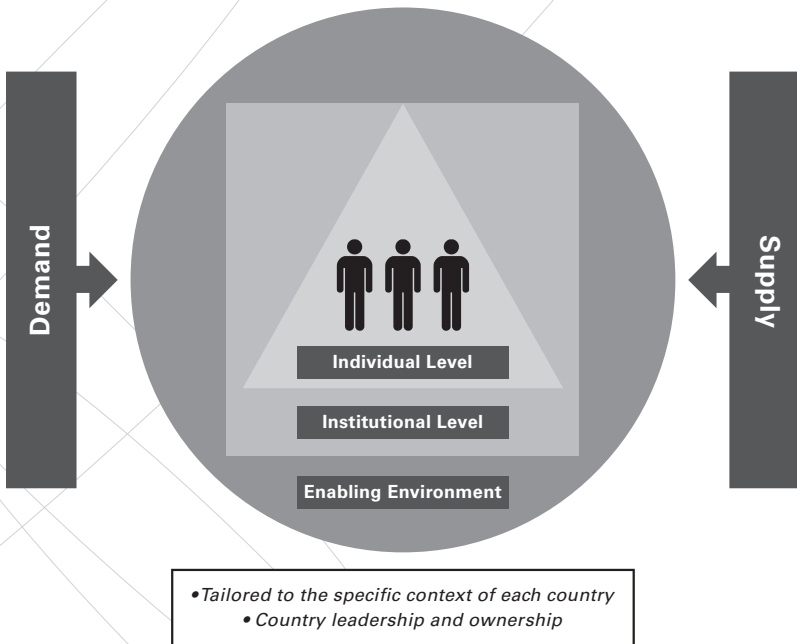 Demand
Supply
Individual Level
Institutional Level
Enabling Environment
•Tailored to the specific context of each country
• Country leadership and ownership